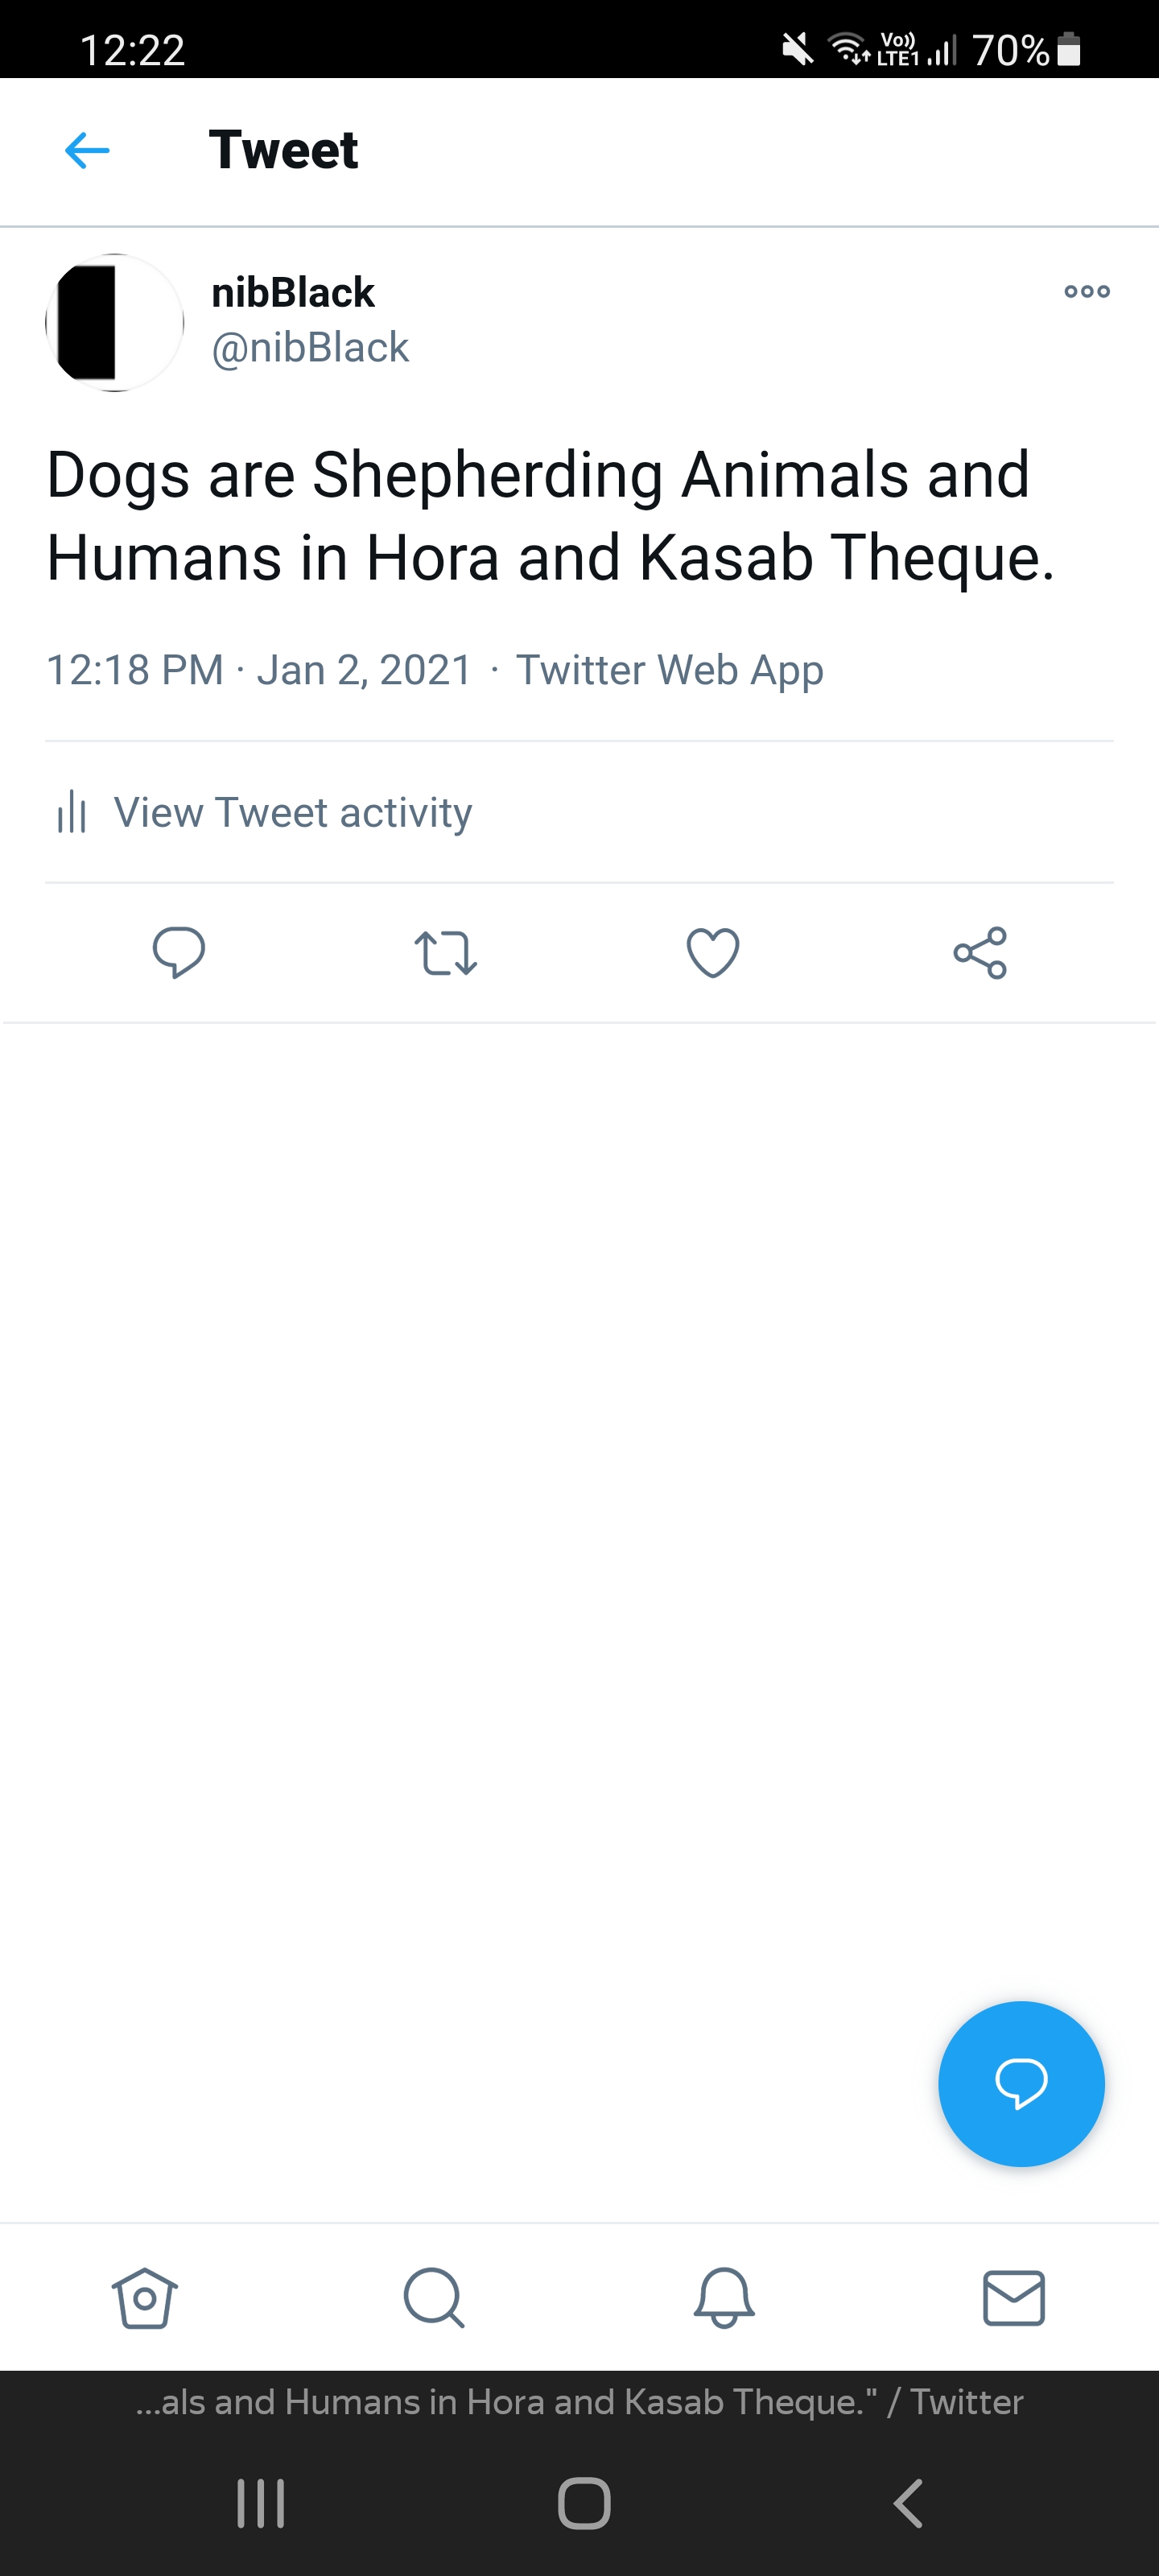 12:22 Vo)) LTE1 70%
Tweet
nibBlack
@nibBlack
Dogs are Shepherding Animals and
Humans in Hora and Kasab Theque.
12:18 PM · Jan 2, 2021 · Twitter Web App
View Tweet activity
...als and Humans in Hora and Kasab Theque." / Twitter